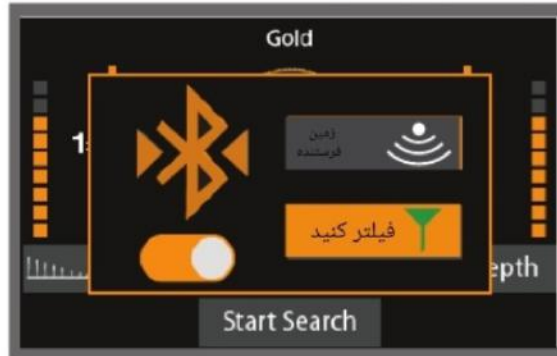 Gold
زمین
فرستنده
فیلتر کنید
epth
Start Search